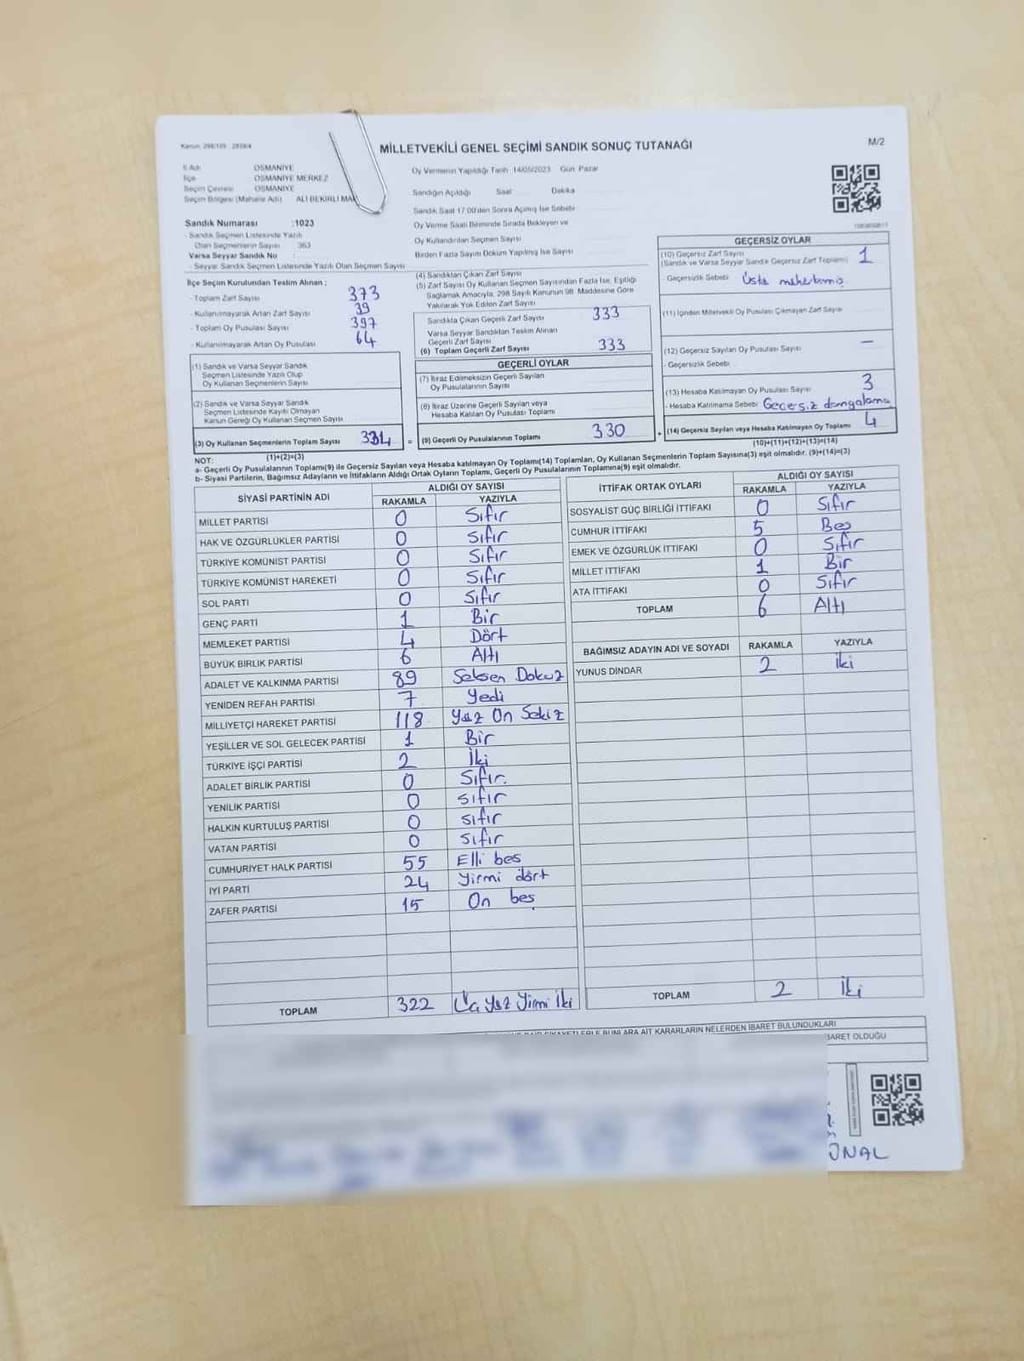 Kanun: 298/105 - 2839/4
MİLLETVEKİLİ GENEL SEÇİMİ SANDIK SONUÇ TUTANAĞI
M/2
İl Adı OSMANİYE
İlçe OSMANİYE MERKEZ
Seçim Çevresi OSMANİYE
Seçim Bölgesi (Mahalle Adı) ALİ BEKİRLİ MAH
Sandık Numarası :1023
- Sandık Seçmen Listesinde Yazılı
Olan Seçmenlerin Sayısı 363
Varsa Seyyar Sandık No
- Seyyar Sandık Seçmen Listesinde Yazılı Olan Seçmen Sayısı
İlçe Seçim Kurulundan Teslim Alınan ;
- Toplam Zarf Sayısı 373
- Kullanılmayarak Artan Zarf Sayısı 39
- Toplam Oy Pusulası Sayısı 397
- Kullanılmayarak Artan Oy Pusulası 64
(1) Sandık ve Varsa Seyyar Sandık
Seçmen Listesinde Yazılı Olup
Oy Kullanan Seçmenlerin Sayısı
(2) Sandık ve Varsa Seyyar Sandık
Seçmen Listesinde Kayıtlı Olmayan
Kanun Gereği Oy Kullanan Seçmen Sayısı
(3) Oy Kullanan Seçmenlerin Toplam Sayısı 334 =
(1)+(2)=(3)
Oy Vermenin Yapıldığı Tarih 14/05/2023 Gün Pazar
Sandığın Açıldığı Saat Dakika
Sandık Saat 17:00'den Sonra Açılmış İse Sebebi
Oy Verme Saati Bitiminde Sırada Bekleyen ve
Oy Kullandırılan Seçmen Sayısı
Birden Fazla Sayım Döküm Yapılmış İse Sayısı
(4) Sandıktan Çıkan Zarf Sayısı
(5) Zarf Sayısı Oy Kullanan Seçmen Sayısından Fazla İse, Eşitliği
Sağlamak Amacıyla, 298 Sayılı Kanunun 98. Maddesine Göre
Yakılarak Yok Edilen Zarf Sayısı
Sandıkta Çıkan Geçerli Zarf Sayısı 333
Varsa Seyyar Sandıktan Teslim Alınan
Geçerli Zarf Sayısı
(6) Toplam Geçerli Zarf Sayısı 333
GEÇERLİ OYLAR
(7) İtiraz Edilmeksizin Geçerli Sayılan
Oy Pusulalarının Sayısı
(8) İtiraz Üzerine Geçerli Sayılan veya
Hesaba Katılan Oy Pusulası Toplamı
(9) Geçerli Oy Pusulalarının Toplamı 330 +
GEÇERSİZ OYLAR
(10) Geçersiz Zarf Sayısı
(Sandık ve Varsa Seyyar Sandık Geçersiz Zarf Toplamı) 1
Geçersizlik Sebebi Üste mühürlenmiş
(11) İçinden Milletvekili Oy Pusulası Çıkmayan Zarf Sayısı
(12) Geçersiz Sayılan Oy Pusulası Sayısı —
- Geçersizlik Sebebi
(13) Hesaba Katılmayan Oy Pusulası Sayısı 3
- Hesaba Katılmama Sebebi Geçersiz damgalama
(14) Geçersiz Sayılan veya Hesaba Katılmayan Oy Toplamı 4
(10)+(11)+(12)+(13)=(14)
NOT:
a- Geçerli Oy Pusulalarının Toplamı(9) ile Geçersiz Sayılan veya Hesaba katılmayan Oy Toplamı(14) Toplamları, Oy Kullanan Seçmenlerin Toplam Sayısına(3) eşit olmalıdır. (9)+(14)=(3)
b- Siyasi Partilerin, Bağımsız Adayların ve İttifakların Aldığı Ortak Oyların Toplamı, Geçerli Oy Pusulalarının Toplamına(9) eşit olmalıdır.
SİYASİ PARTİNİN ADI ALDIĞI OY SAYISI
RAKAMLA YAZIYLA
MİLLET PARTİSİ 0 Sıfır
HAK VE ÖZGÜRLÜKLER PARTİSİ 0 Sıfır
TÜRKİYE KOMÜNİST PARTİSİ 0 Sıfır
TÜRKİYE KOMÜNİST HAREKETİ 0 Sıfır
SOL PARTİ 0 Sıfır
GENÇ PARTİ 1 Bir
MEMLEKET PARTİSİ 4 Dört
BÜYÜK BİRLİK PARTİSİ 6 Altı
ADALET VE KALKINMA PARTİSİ 89 Seksen Dokuz
YENİDEN REFAH PARTİSİ 7 Yedi
MİLLİYETÇİ HAREKET PARTİSİ 118 Yüz On Sekiz
YEŞİLLER VE SOL GELECEK PARTİSİ 1 Bir
TÜRKİYE İŞÇİ PARTİSİ 2 İki
ADALET BİRLİK PARTİSİ 0 Sıfır.
YENİLİK PARTİSİ 0 Sıfır
HALKIN KURTULUŞ PARTİSİ 0 Sıfır
VATAN PARTİSİ 0 Sıfır
CUMHURİYET HALK PARTİSİ 55 Elli beş
İYİ PARTİ 24 Yirmi dört
ZAFER PARTİSİ 15 On beş
TOPLAM 322 Üç Yüz Yirmi İki
İTTİFAK ORTAK OYLARI ALDIĞI OY SAYISI
RAKAMLA YAZIYLA
SOSYALİST GÜÇ BİRLİĞİ İTTİFAKI 0 Sıfır
CUMHUR İTTİFAKI 5 Beş
EMEK VE ÖZGÜRLÜK İTTİFAKI 0 Sıfır
MİLLET İTTİFAKI 1 Bir
ATA İTTİFAKI 0 Sıfır
TOPLAM 6 Altı
BAĞIMSIZ ADAYIN ADI VE SOYADI RAKAMLA YAZIYLA
YUNUS DİNDAR 2 İki
TOPLAM 2 İki
BUNLARA AİT KARARLARIN NELERDEN İBARET BULUNDUKLARI
İBARET OLDUĞU
ÜNAL